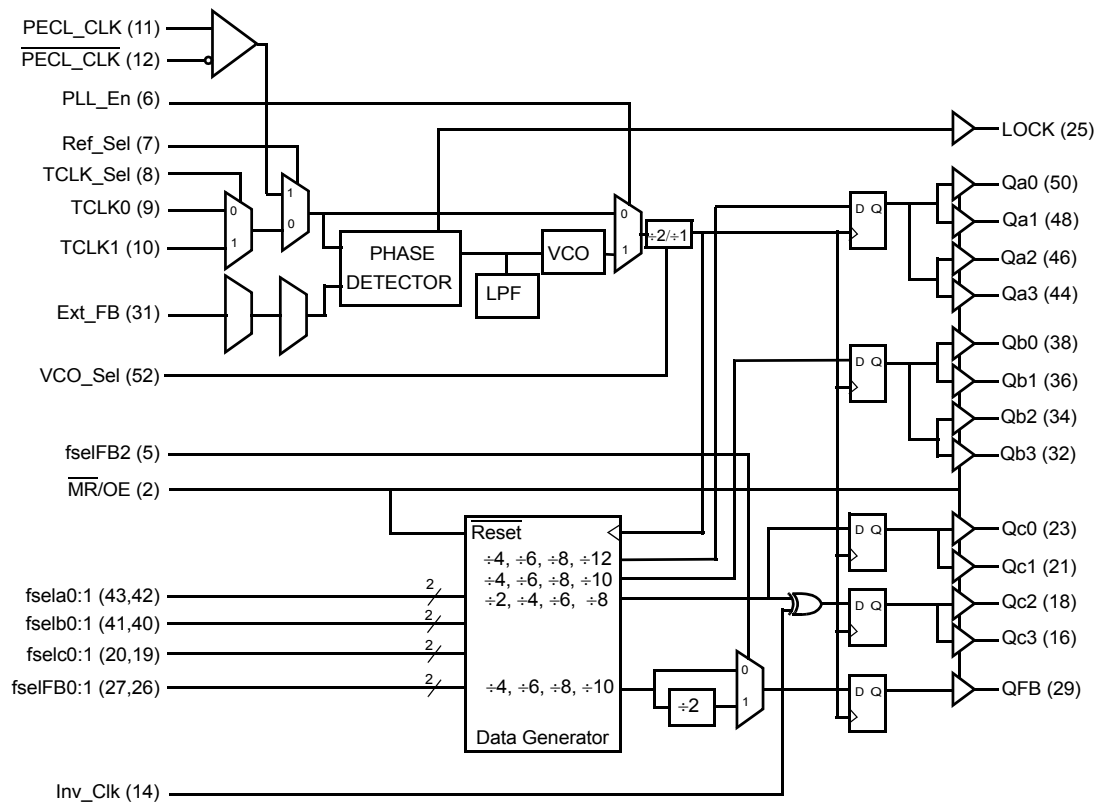 PECL_CLK (11)
PECL_CLK (12)
PLL_En (6)
Ref_Sel (7)
TCLK_Sel (8)
TCLK0 (9)
TCLK1 (10)
Ext_FB (31)
VCO_Sel (52)
fselFB2 (5)
MR/OE (2)
fsela0:1 (43,42)
fselb0:1 (41,40)
fselc0:1 (20,19)
fselFB0:1 (27,26)
Inv_Clk (14)
0
1
1
0
PHASE
DETECTOR
LPF
VCO
0
1
÷2/÷1
2
2
2
2
Reset
÷4, ÷6, ÷8, ÷12
÷4, ÷6, ÷8, ÷10
÷2, ÷4, ÷6, ÷8
÷4, ÷6, ÷8, ÷10
Data Generator
÷2
0
1
D Q
D Q
D Q
D Q
D Q
LOCK (25)
Qa0 (50)
Qa1 (48)
Qa2 (46)
Qa3 (44)
Qb0 (38)
Qb1 (36)
Qb2 (34)
Qb3 (32)
Qc0 (23)
Qc1 (21)
Qc2 (18)
Qc3 (16)
QFB (29)